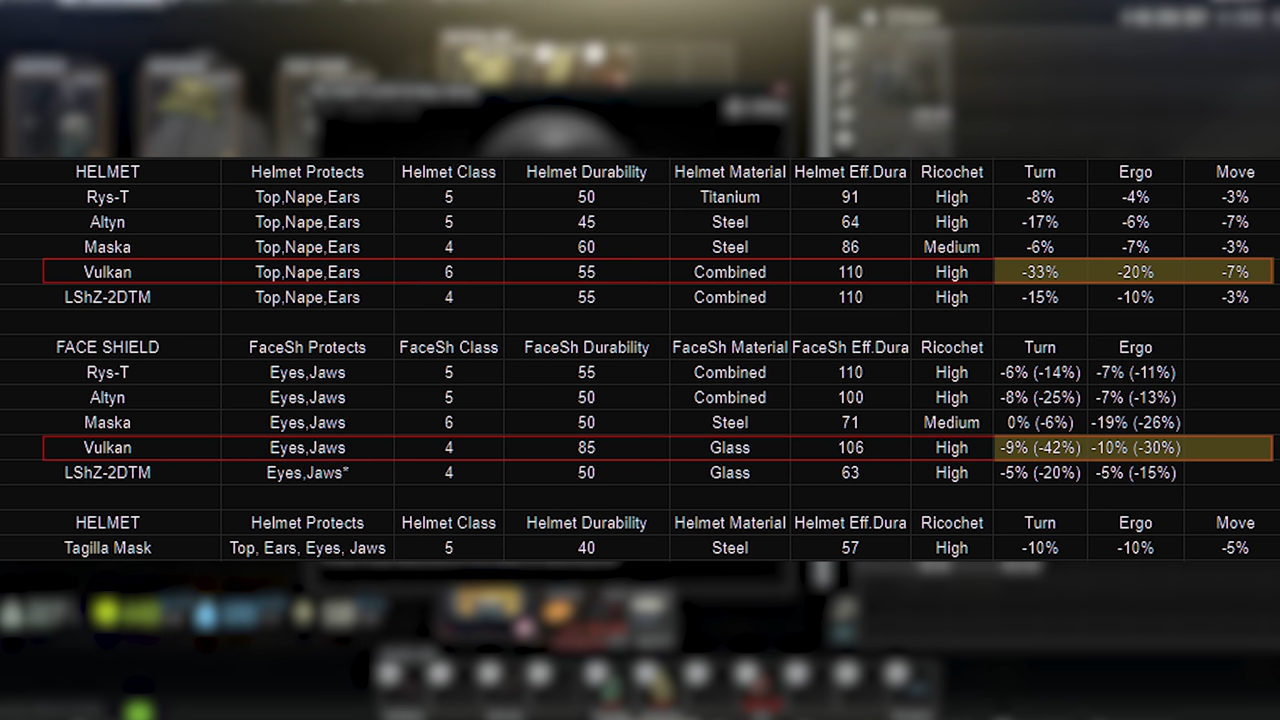 HELMET Helmet Protects Helmet Class Helmet Durability Helmet Material Helmet Eff.Dura Ricochet Turn Ergo Move
Rys-T Top,Nape,Ears 5 50 Titanium 91 High -8% -4% -3%
Altyn Top,Nape,Ears 5 45 Steel 64 High -17% -6% -7%
Maska Top,Nape,Ears 4 60 Steel 86 Medium -6% -7% -3%
Vulkan Top,Nape,Ears 6 55 Combined 110 High -33% -20% -7%
LShZ-2DTM Top,Nape,Ears 4 55 Combined 110 High -15% -10% -3%
FACE SHIELD FaceSh Protects FaceSh Class FaceSh Durability FaceSh Material FaceSh Eff.Dura Ricochet Turn Ergo
Rys-T Eyes,Jaws 5 55 Combined 110 High -6% (-14%) -7% (-11%)
Altyn Eyes,Jaws 5 50 Combined 100 High -8% (-25%) -7% (-13%)
Maska Eyes,Jaws 6 50 Steel 71 Medium 0% (-6%) -19% (-26%)
Vulkan Eyes,Jaws 4 85 Glass 106 High -9% (-42%) -10% (-30%)
LShZ-2DTM Eyes,Jaws* 4 50 Glass 63 High -5% (-20%) -5% (-15%)
HELMET Helmet Protects Helmet Class Helmet Durability Helmet Material Helmet Eff.Dura Ricochet Turn Ergo Move
Tagilla Mask Top, Ears, Eyes, Jaws 5 40 Steel 57 High -10% -10% -5%